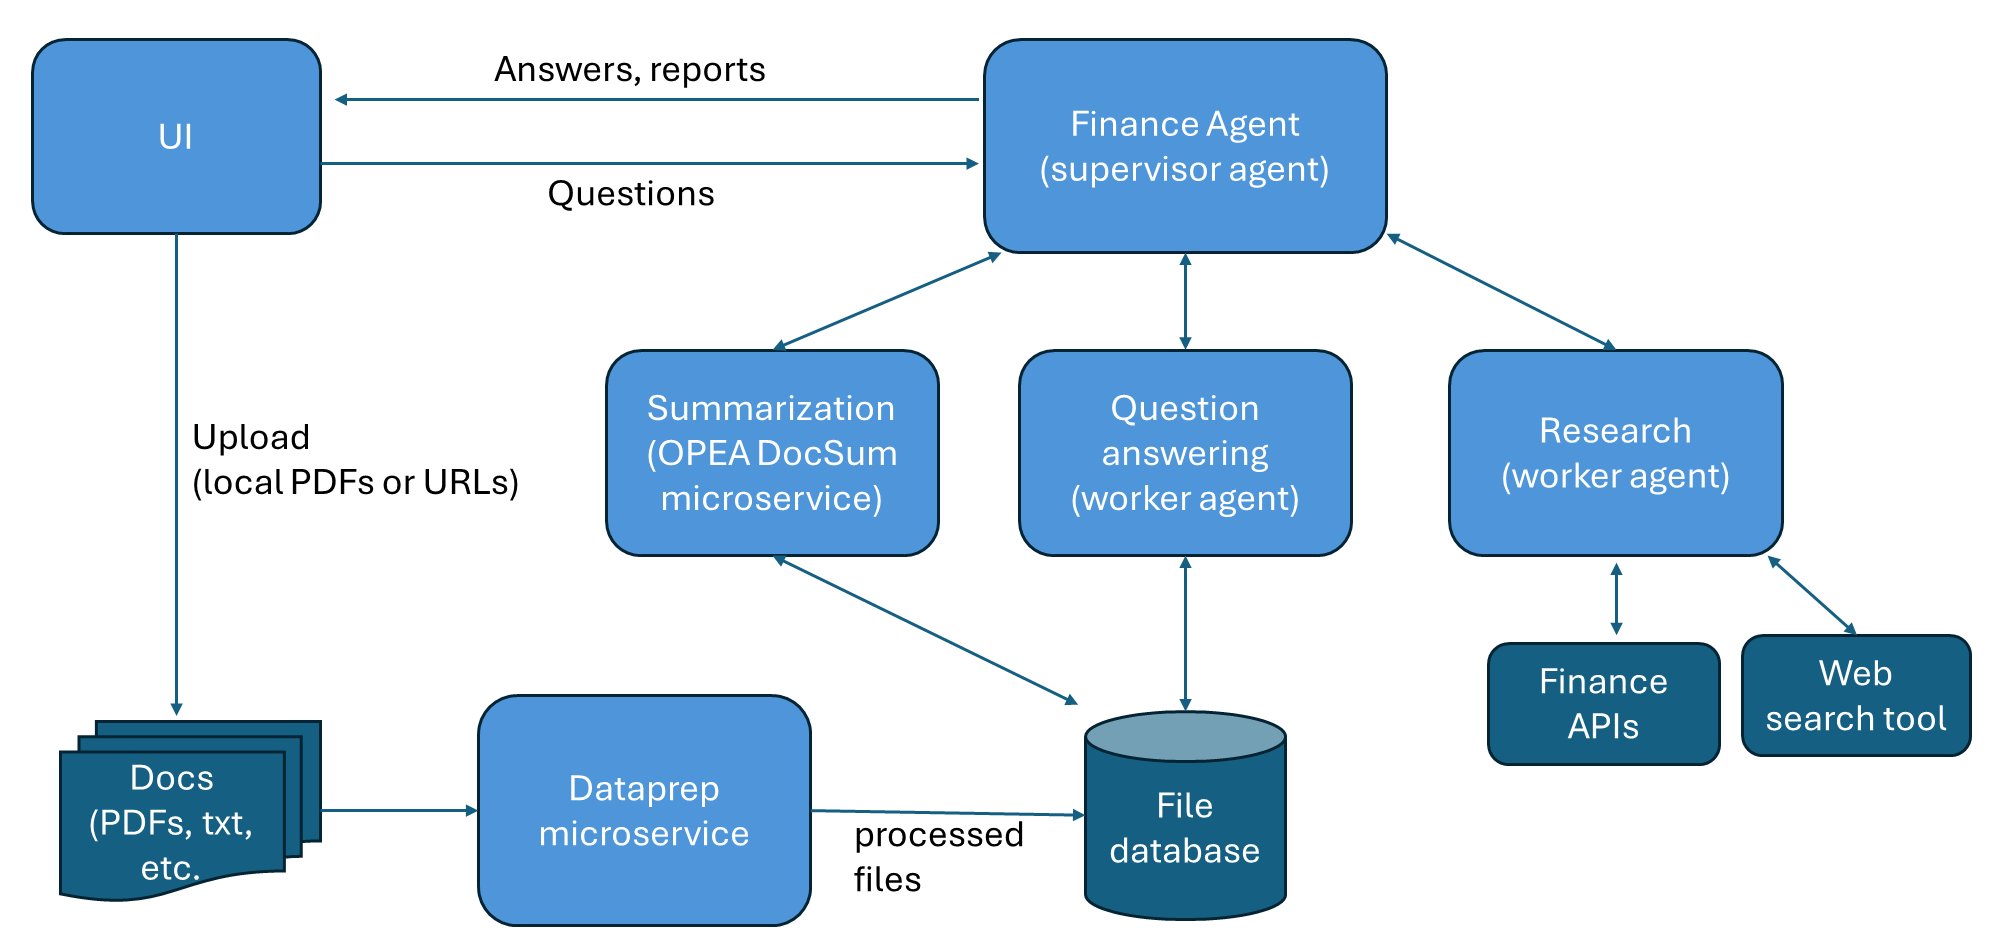 UI
Answers, reports
Questions
Finance Agent
(supervisor agent)
Upload
(local PDFs or URLs)
Summarization
(OPEA DocSum
microservice)
Question
answering
(worker agent)
Research
(worker agent)
Finance
APIs
Web
search tool
Docs
(PDFs, txt,
etc.
Dataprep
microservice
processed
files
File
database